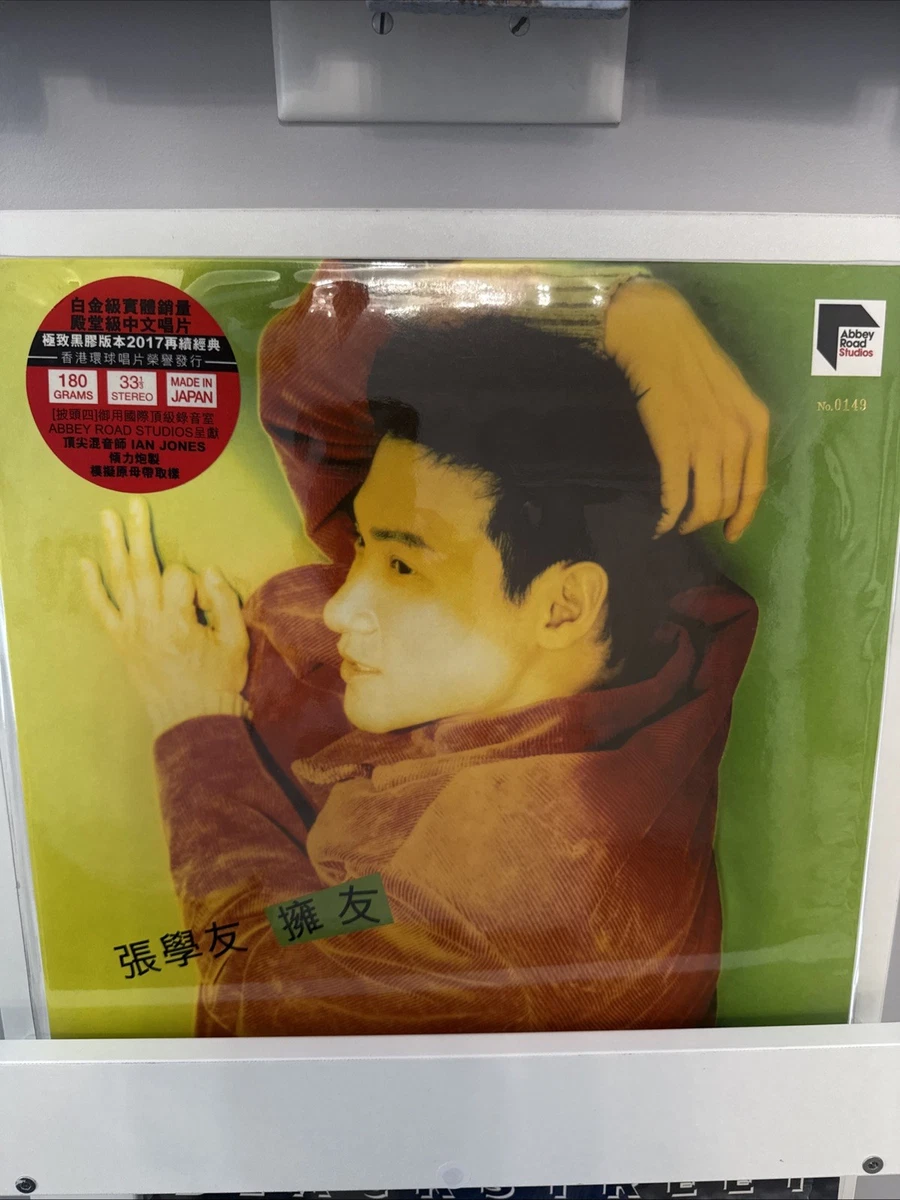 白金級實體銷量
殿堂級中文唱片
極致黑膠版本2017再續經典
香港環球唱片榮譽發行
180
GRAMS
33⅓
STEREO
MADE IN
JAPAN
[披頭四]御用國際頂級錄音室
ABBEY ROAD STUDIOS呈獻
頂尖混音師 IAN JONES
傾力炮製
模擬原母帶取樣
Abbey
Road
Studios
No.0149
張學友 擁友
BACKSTREET